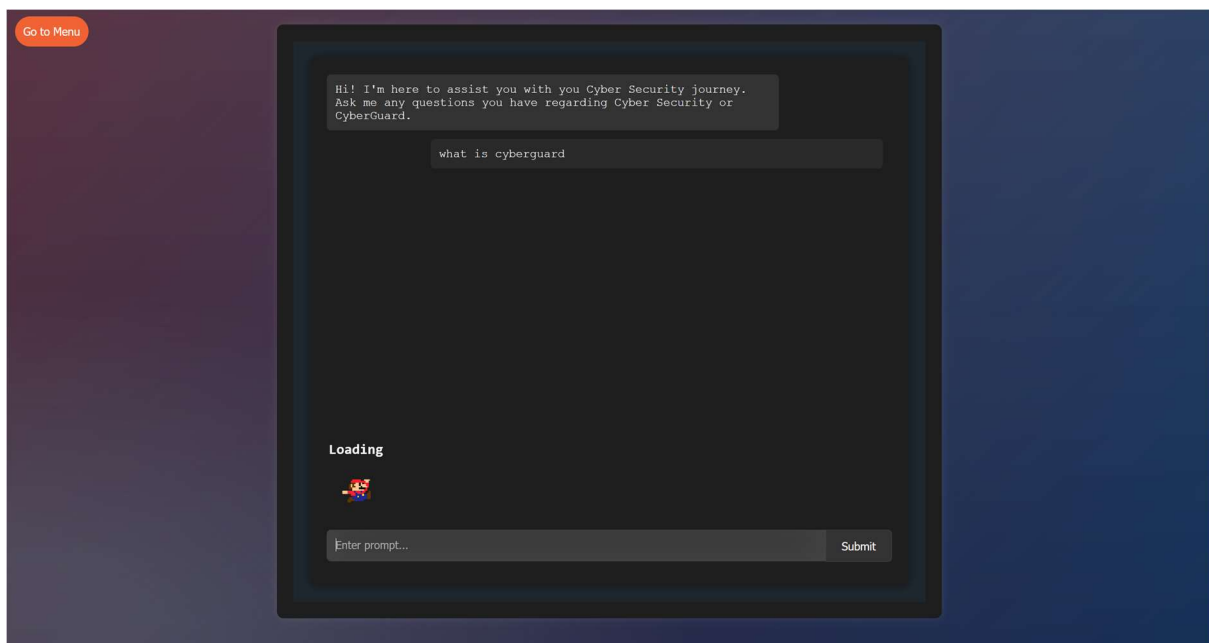 Go to Menu
Hi! I'm here to assist you with you Cyber Security journey.
Ask me any questions you have regarding Cyber Security or
CyberGuard.
what is cyberguard
Loading
Enter prompt...
Submit